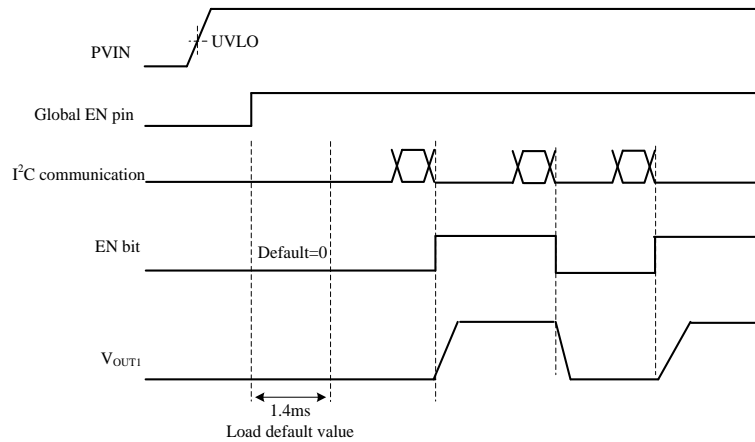 PVIN
UVLO
Global EN pin
I²C communication
EN bit
Default=0
VOUT1
1.4ms
Load default value